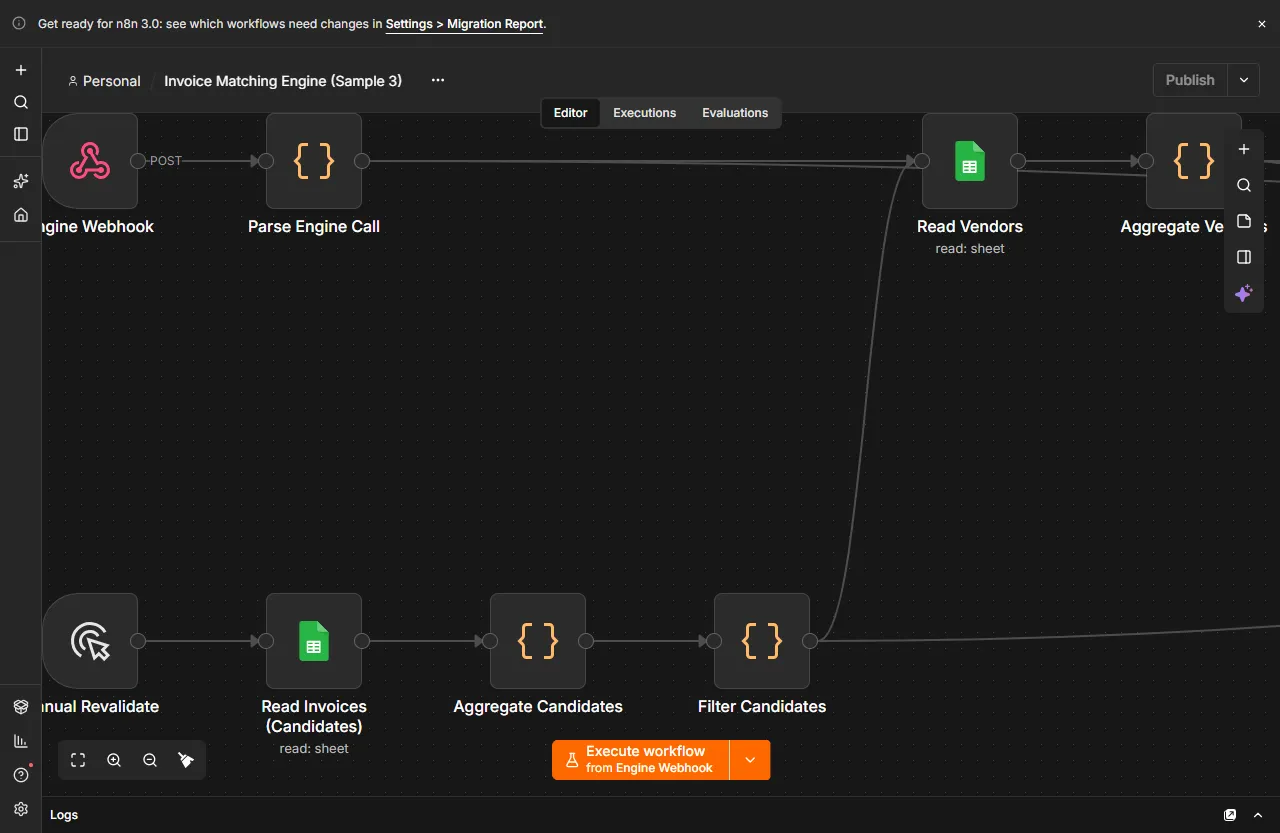 Get ready for n8n 3.0: see which workflows need changes in Settings > Migration Report.
Personal / Invoice Matching Engine (Sample 3)
Publish
Editor
Executions
Evaluations
POST
ngine Webhook
Parse Engine Call
Read Vendors
read: sheet
Aggregate Ve
s
nual Revalidate
Read Invoices
(Candidates)
read: sheet
Aggregate Candidates
Filter Candidates
Execute workflow
from Engine Webhook
Logs